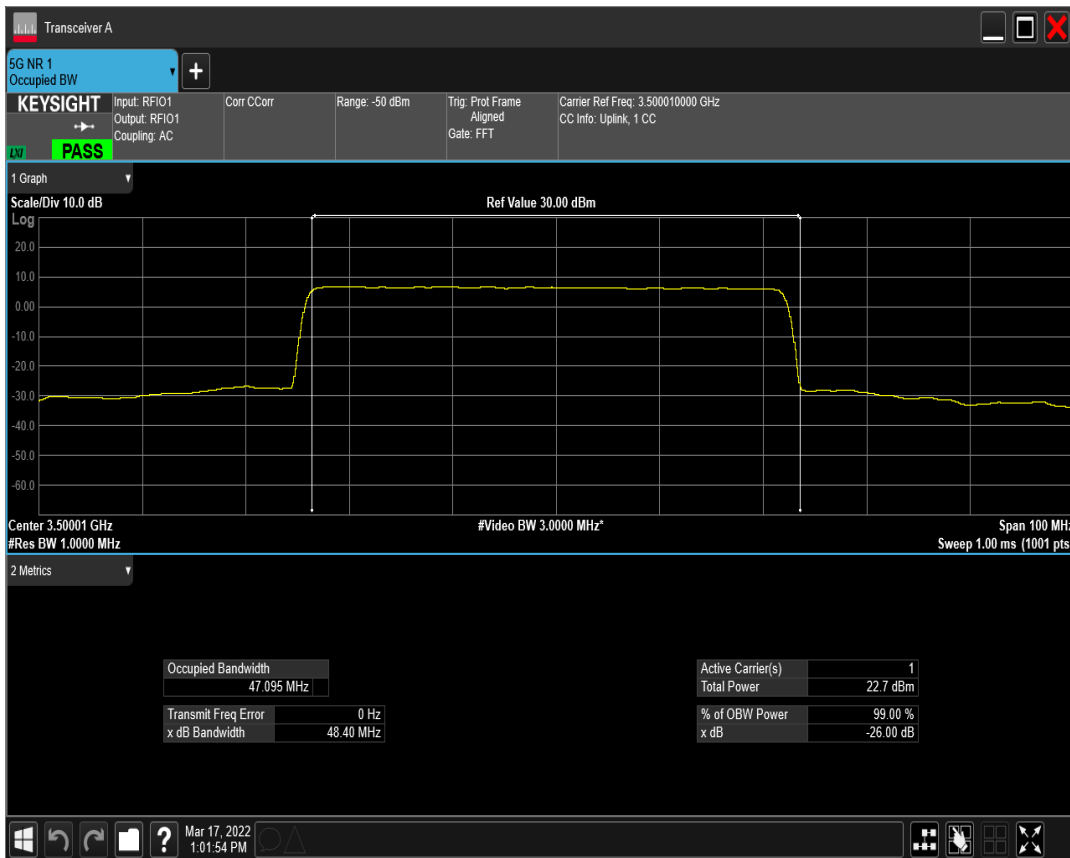 Transceiver A
5G NR 1
Occupied BW
KEYSIGHT
LXI
PASS
Input: RFIO1
Output: RFIO1
Coupling: AC
Corr CCorr
Range: -50 dBm
Trig: Prot Frame
Aligned
Gate: FFT
Carrier Ref Freq: 3.500010000 GHz
CC Info: Uplink, 1 CC
1 Graph
Scale/Div 10.0 dB
Ref Value 30.00 dBm
Log
20.0
10.0
0.00
-10.0
-20.0
-30.0
-40.0
-50.0
-60.0
Center 3.50001 GHz
#Video BW 3.0000 MHz*
Span 100 MHz
#Res BW 1.0000 MHz
Sweep 1.00 ms (1001 pts
2 Metrics
Occupied Bandwidth
47.095 MHz
Transmit Freq Error 0 Hz
x dB Bandwidth 48.40 MHz
Active Carrier(s) 1
Total Power 22.7 dBm
% of OBW Power 99.00 %
x dB -26.00 dB
?
Mar 17, 2022
1:01:54 PM